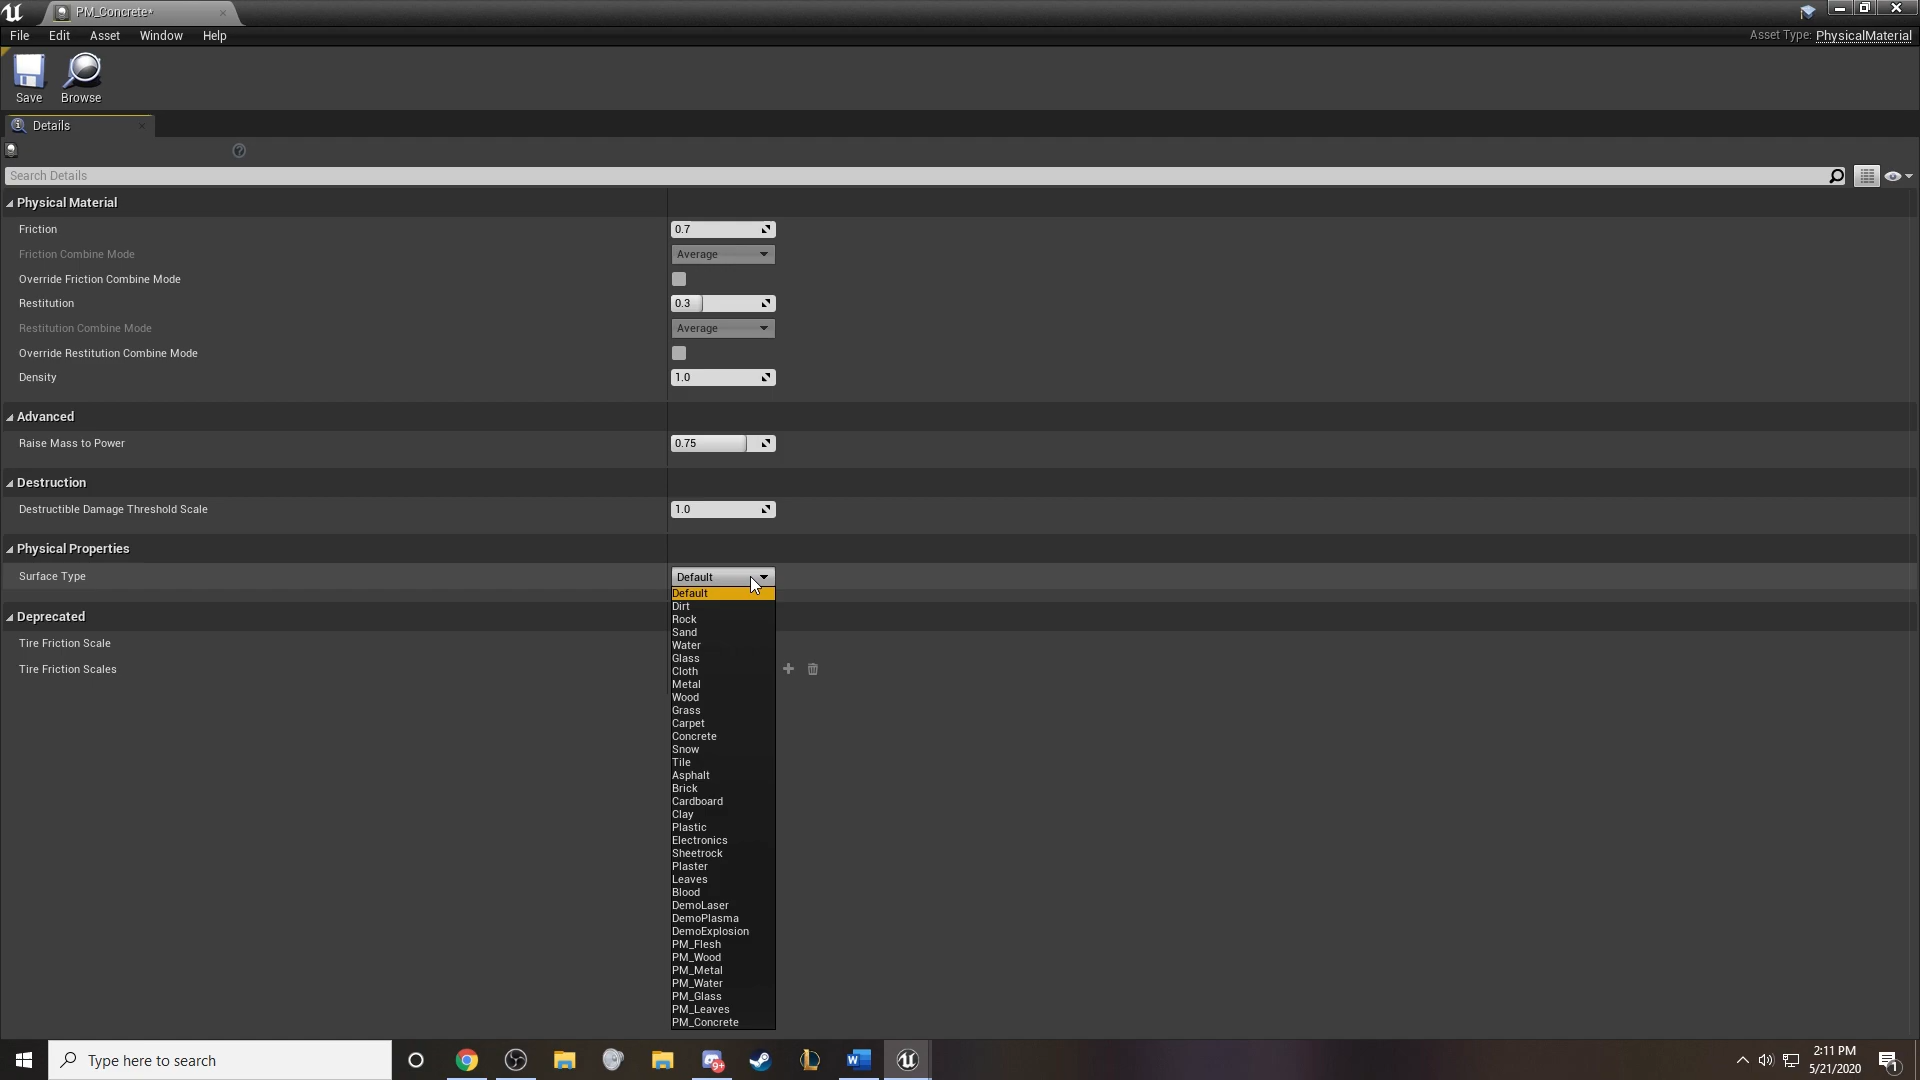 PM_Concrete*
File Edit Asset Window Help
Asset Type: PhysicalMaterial
Save Browse
Details
Search Details
Physical Material
Friction 0.7
Friction Combine Mode Average
Override Friction Combine Mode
Restitution 0.3
Restitution Combine Mode Average
Override Restitution Combine Mode
Density 1.0
Advanced
Raise Mass to Power 0.75
Destruction
Destructible Damage Threshold Scale 1.0
Physical Properties
Surface Type Default
Default
Dirt
Deprecated
Rock
Sand
Tire Friction Scale
Water
Glass
Tire Friction Scales
Cloth
Metal
Wood
Grass
Carpet
Concrete
Snow
Tile
Asphalt
Brick
Cardboard
Clay
Plastic
Electronics
Sheetrock
Plaster
Leaves
Blood
DemoLaser
DemoPlasma
DemoExplosion
PM_Flesh
PM_Wood
PM_Metal
PM_Water
PM_Glass
PM_Leaves
PM_Concrete
Type here to search
9+
W
2:11 PM
5/21/2020
1